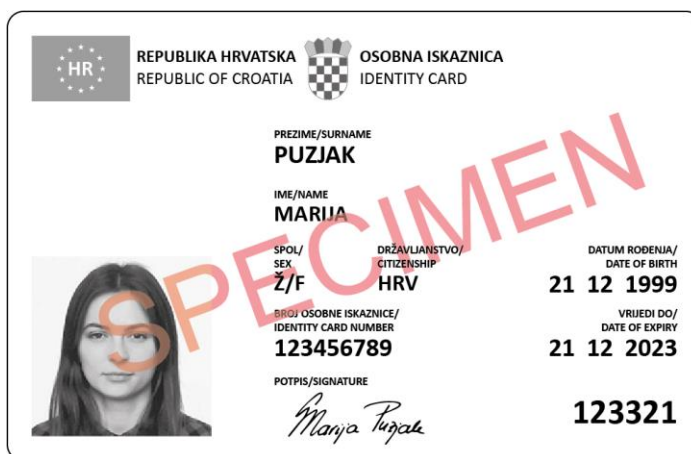 HR
REPUBLIKA HRVATSKA
REPUBLIC OF CROATIA
OSOBNA ISKAZNICA
IDENTITY CARD
PREZIME/SURNAME
PUZJAK
IME/NAME
MARIJA
SPOL/
SEX
Ž/F
DRŽAVLJANSTVO/
CITIZENSHIP
HRV
DATUM ROĐENJA/
DATE OF BIRTH
21 12 1999
BROJ OSOBNE ISKAZNICE/
IDENTITY CARD NUMBER
123456789
VRIJEDI DO/
DATE OF EXPIRY
21 12 2023
POTPIS/SIGNATURE
Marija Puzjak
123321
SPECIMEN